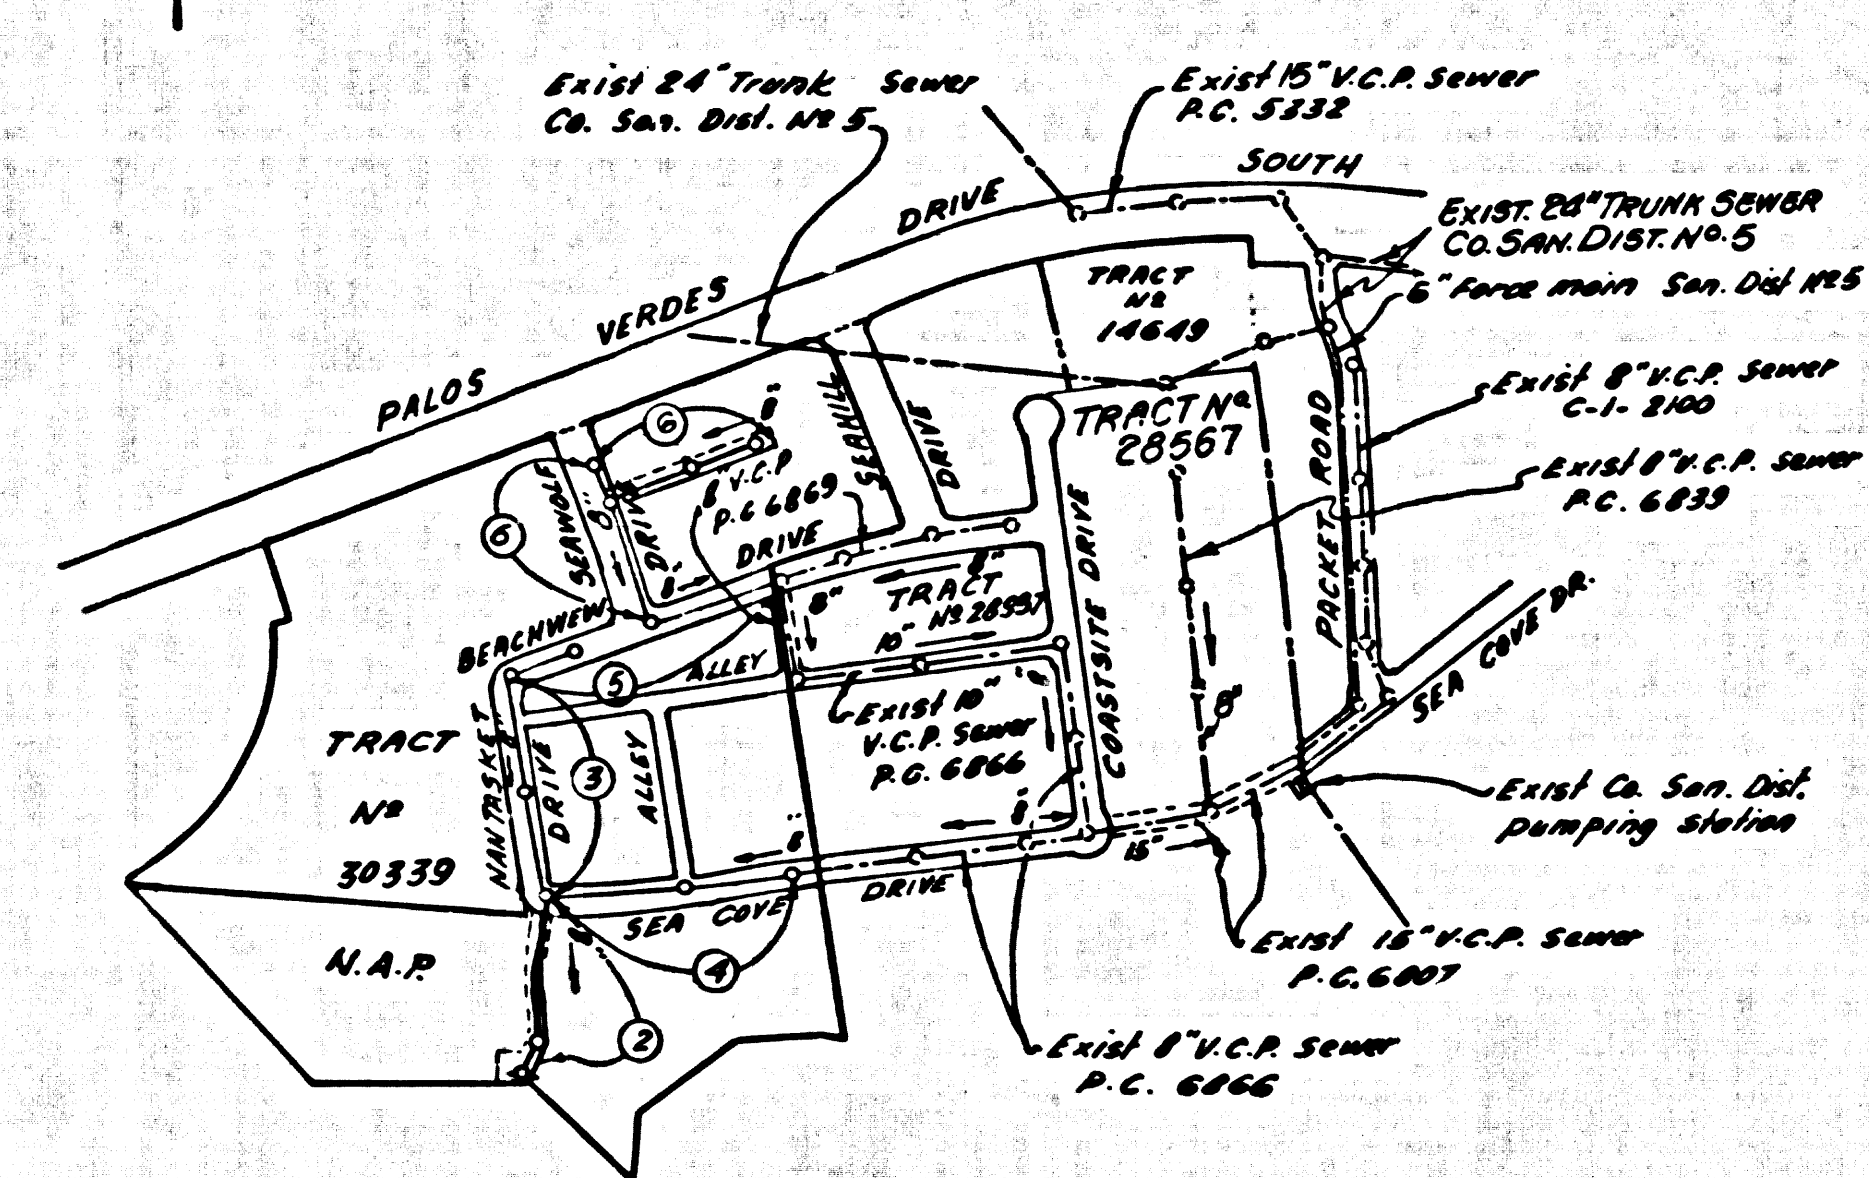 Exist 24" Trunk Sewer
Co. San. Dist. Nº 5
Exist 15" V.C.P. Sewer
P.C. 5332
SOUTH
DRIVE
VERDES
PALOS
EXIST. 24" TRUNK SEWER
CO. SAN. DIST. NO. 5
6" Force main San. Dist Nº 5
TRACT
Nº
14649
Exist 8" V.C.P. Sewer
C-1- 2100
TRACT Nº
28567
Exist 8" V.C.P. Sewer
P.C. 6839
SEAHILL
DRIVE
PACKET ROAD
6
8"
8" V.C.P
P.C 6869
SEAWOLF
DRIVE
8"
6
BEACHVIEW
DRIVE
8"
8"
8"
TRACT
Nº 28997
10"
COASTSITE DRIVE
SEA COVE DR.
5
ALLEY
Exist 10"
V.C.P. Sewer
P.C. 6866
8"
TRACT
Nº
30339
NANTASKET
DRIVE
3
ALLEY
8"
8"
15"
Exist Co. San. Dist.
Pumping Station
SEA COVE
DRIVE
N.A.P.
8"
4
2
Exist 15" V.C.P. Sewer
P.C. 6807
Exist 8" V.C.P. Sewer
P.C. 6866